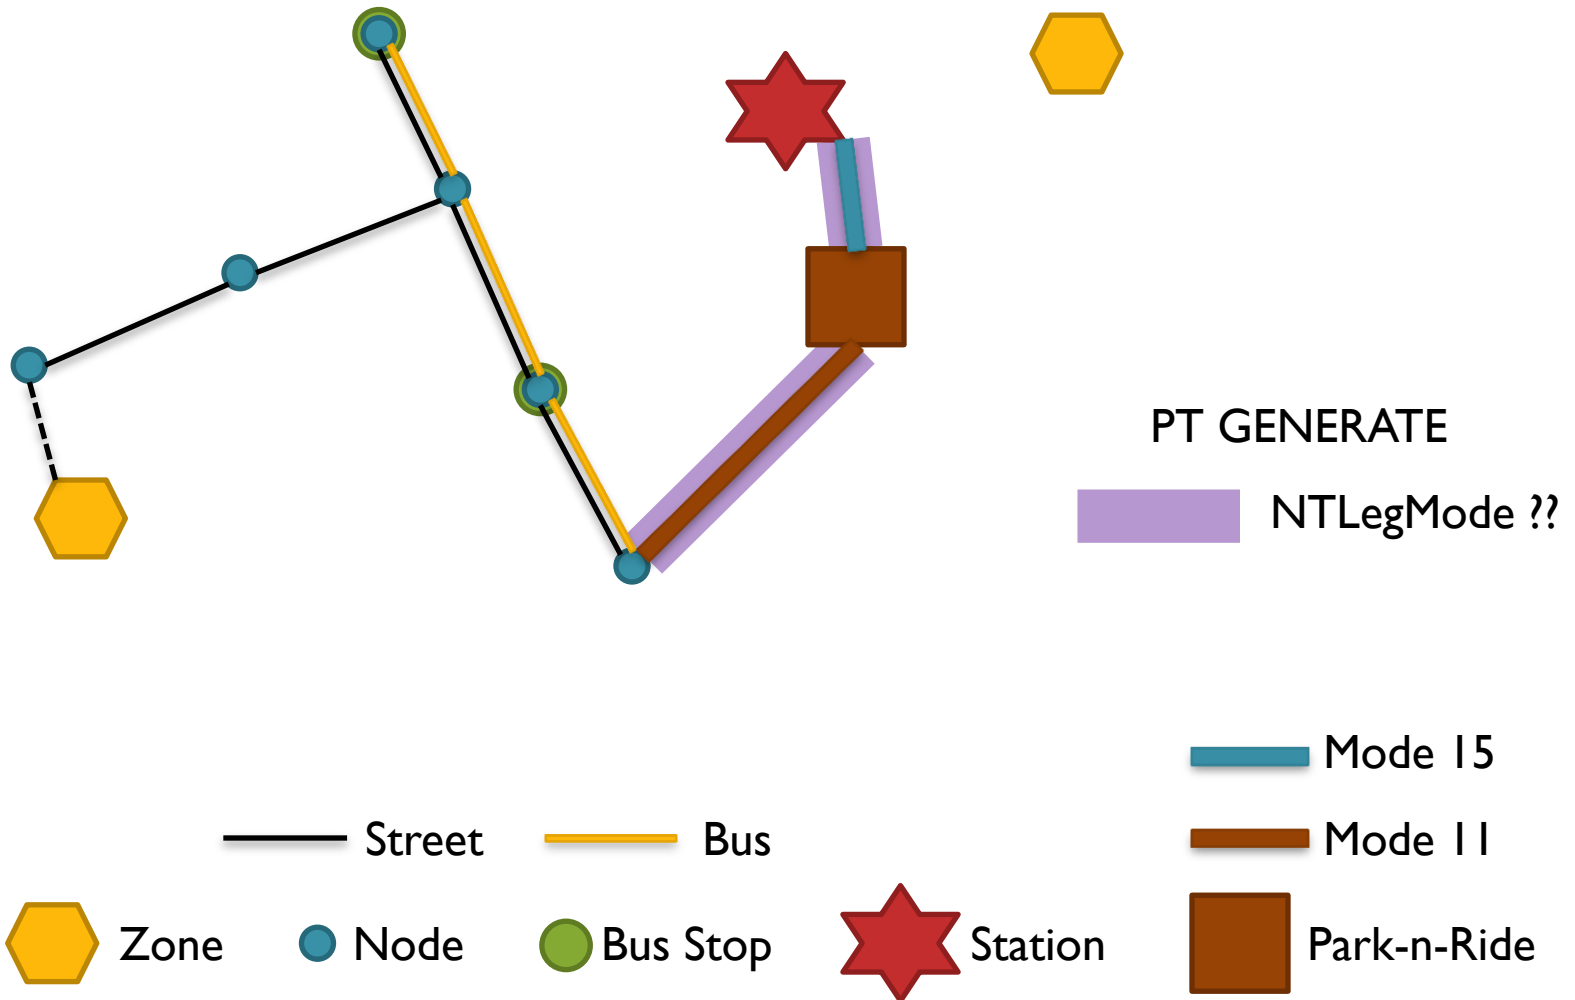 PT GENERATE
NTLegMode ??
Mode 15
Street
Bus
Mode 11
Zone
Node
Bus Stop
Station
Park-n-Ride